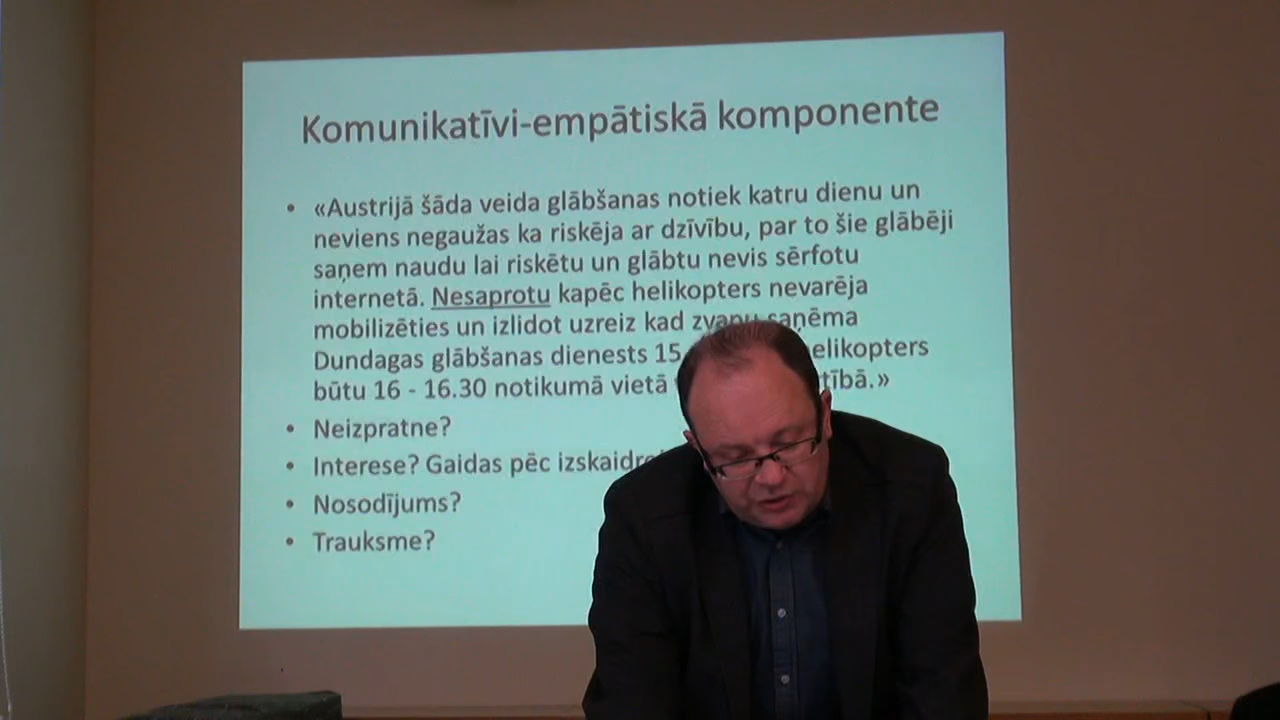 Komunikatīvi-empātiskā komponente
• «Austrijā šāda veida glābšanas notiek katru dienu un
neviens negaužas ka riskēja ar dzīvību, par to šie glābēji
saņem naudu lai riskētu un glābtu nevis sērfotu
internetā. Nesaprotu kapēc helikopters nevarēja
mobilizēties un izlidot uzreiz kad zvanu saņēma
Dundagas glābšanas dienests 15
būtu 16 - 16.30 notikumā vietā
• Neizpratne?
• Interese? Gaidas pēc
• Nosodījums?
• Trauksme?